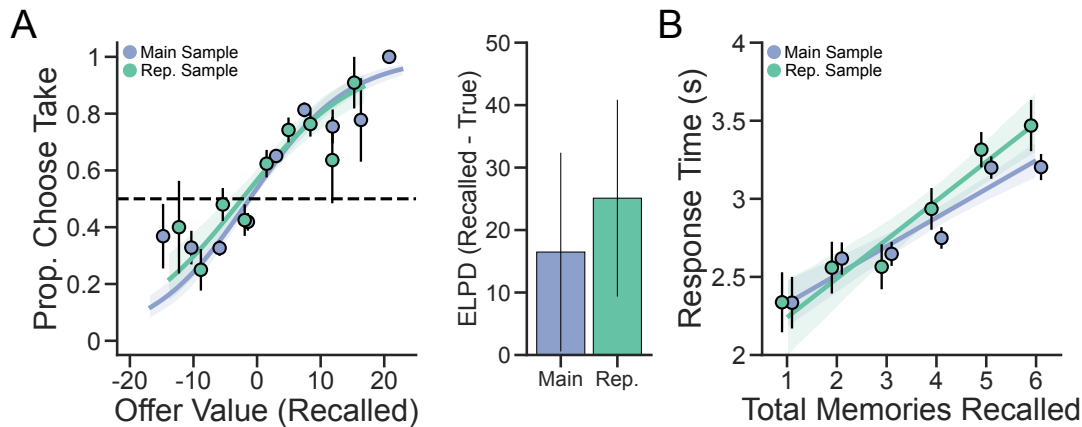 A
Main Sample
Rep. Sample
Prop. Choose Take
1
0.8
0.6
0.4
0.2
0
-20
-10
0
10
20
Offer Value (Recalled)
ELPD (Recalled - True)
50
40
30
20
10
0
Main
Rep.
B
Main Sample
Rep. Sample
Response Time (s)
4
3.5
3
2.5
2
1
2
3
4
5
6
Total Memories Recalled